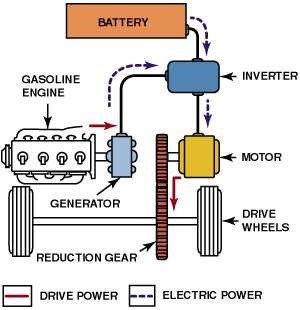 BATTERY
GASOLINE
ENGINE
INVERTER
MOTOR
GENERATOR
DRIVE
WHEELS
REDUCTION GEAR
DRIVE POWER
ELECTRIC POWER